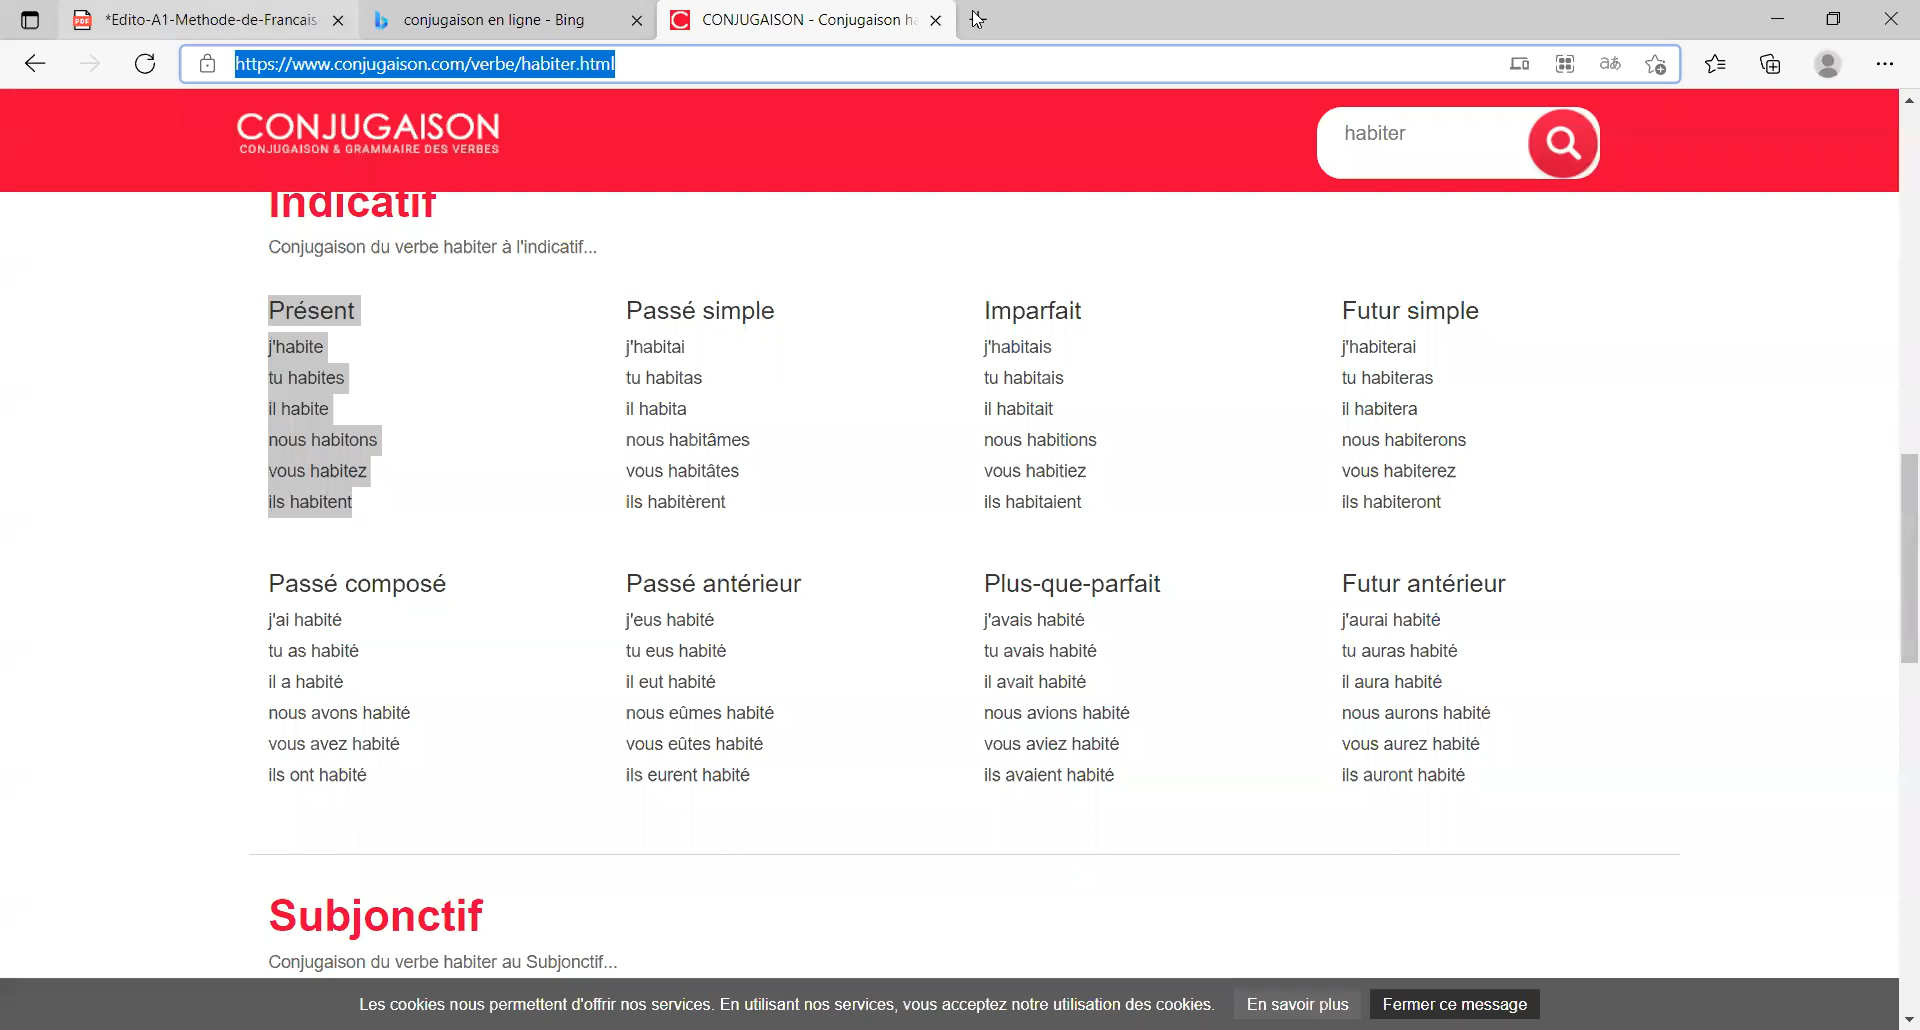 *Edito-A1-Methode-de-Francais
conjugaison en ligne - Bing
CONJUGAISON - Conjugaison ha
https://www.conjugaison.com/verbe/habiter.html
CONJUGAISON
CONJUGAISON & GRAMMAIRE DES VERBES
habiter
Indicatif
Conjugaison du verbe habiter à l'indicatif...
Présent
j'habite
tu habites
il habite
nous habitons
vous habitez
ils habitent
Passé simple
j'habitai
tu habitas
il habita
nous habitâmes
vous habitâtes
ils habitèrent
Imparfait
j'habitais
tu habitais
il habitait
nous habitions
vous habitiez
ils habitaient
Futur simple
j'habiterai
tu habiteras
il habitera
nous habiterons
vous habiterez
ils habiteront
Passé composé
j'ai habité
tu as habité
il a habité
nous avons habité
vous avez habité
ils ont habité
Passé antérieur
j'eus habité
tu eus habité
il eut habité
nous eûmes habité
vous eûtes habité
ils eurent habité
Plus-que-parfait
j'avais habité
tu avais habité
il avait habité
nous avions habité
vous aviez habité
ils avaient habité
Futur antérieur
j'aurai habité
tu auras habité
il aura habité
nous aurons habité
vous aurez habité
ils auront habité
Subjonctif
Conjugaison du verbe habiter au Subjonctif...
Les cookies nous permettent d'offrir nos services. En utilisant nos services, vous acceptez notre utilisation des cookies.
En savoir plus
Fermer ce message